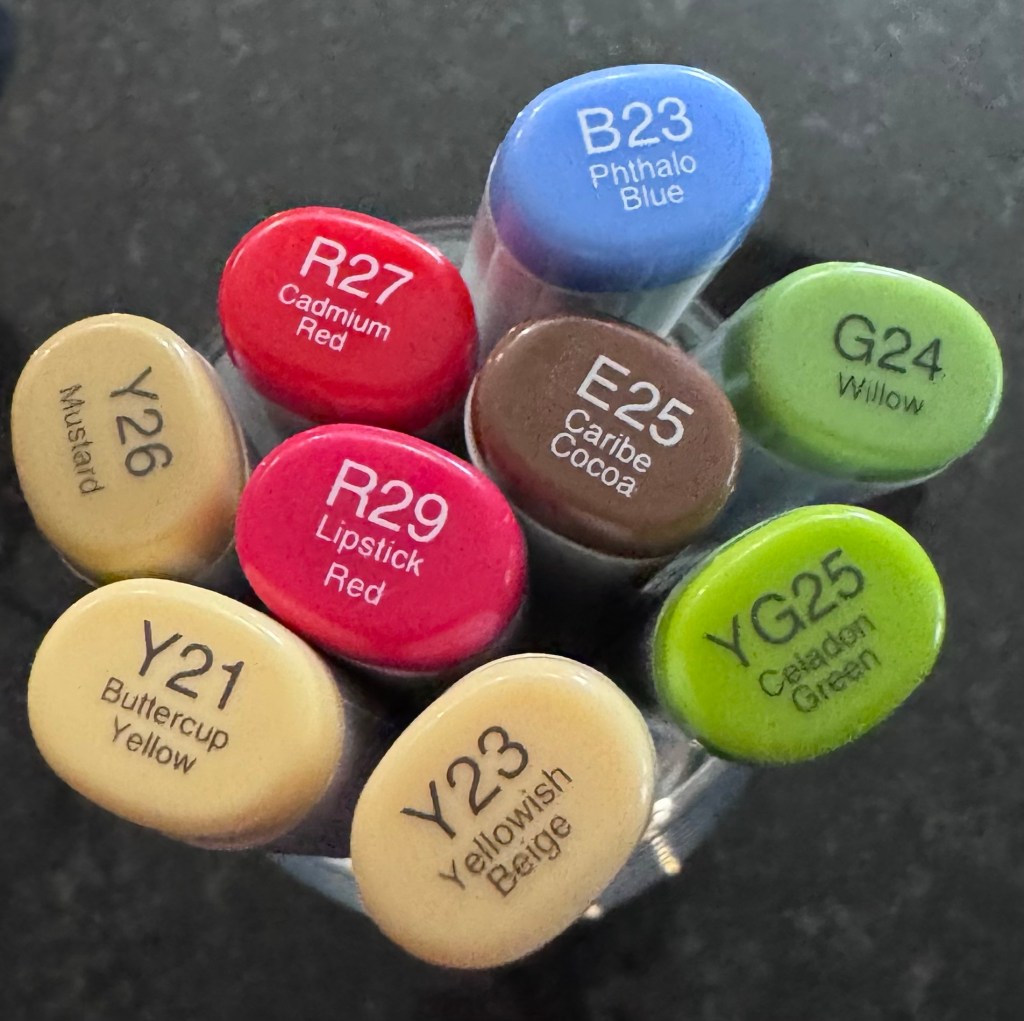 B23
Phthalo
Blue
R27
Cadmium
Red
G24
Willow
E25
Caribe
Cocoa
Y26
Mustard
R29
Lipstick
Red
YG25
Celadon
Green
Y21
Buttercup
Yellow
Y23
Yellowish
Beige